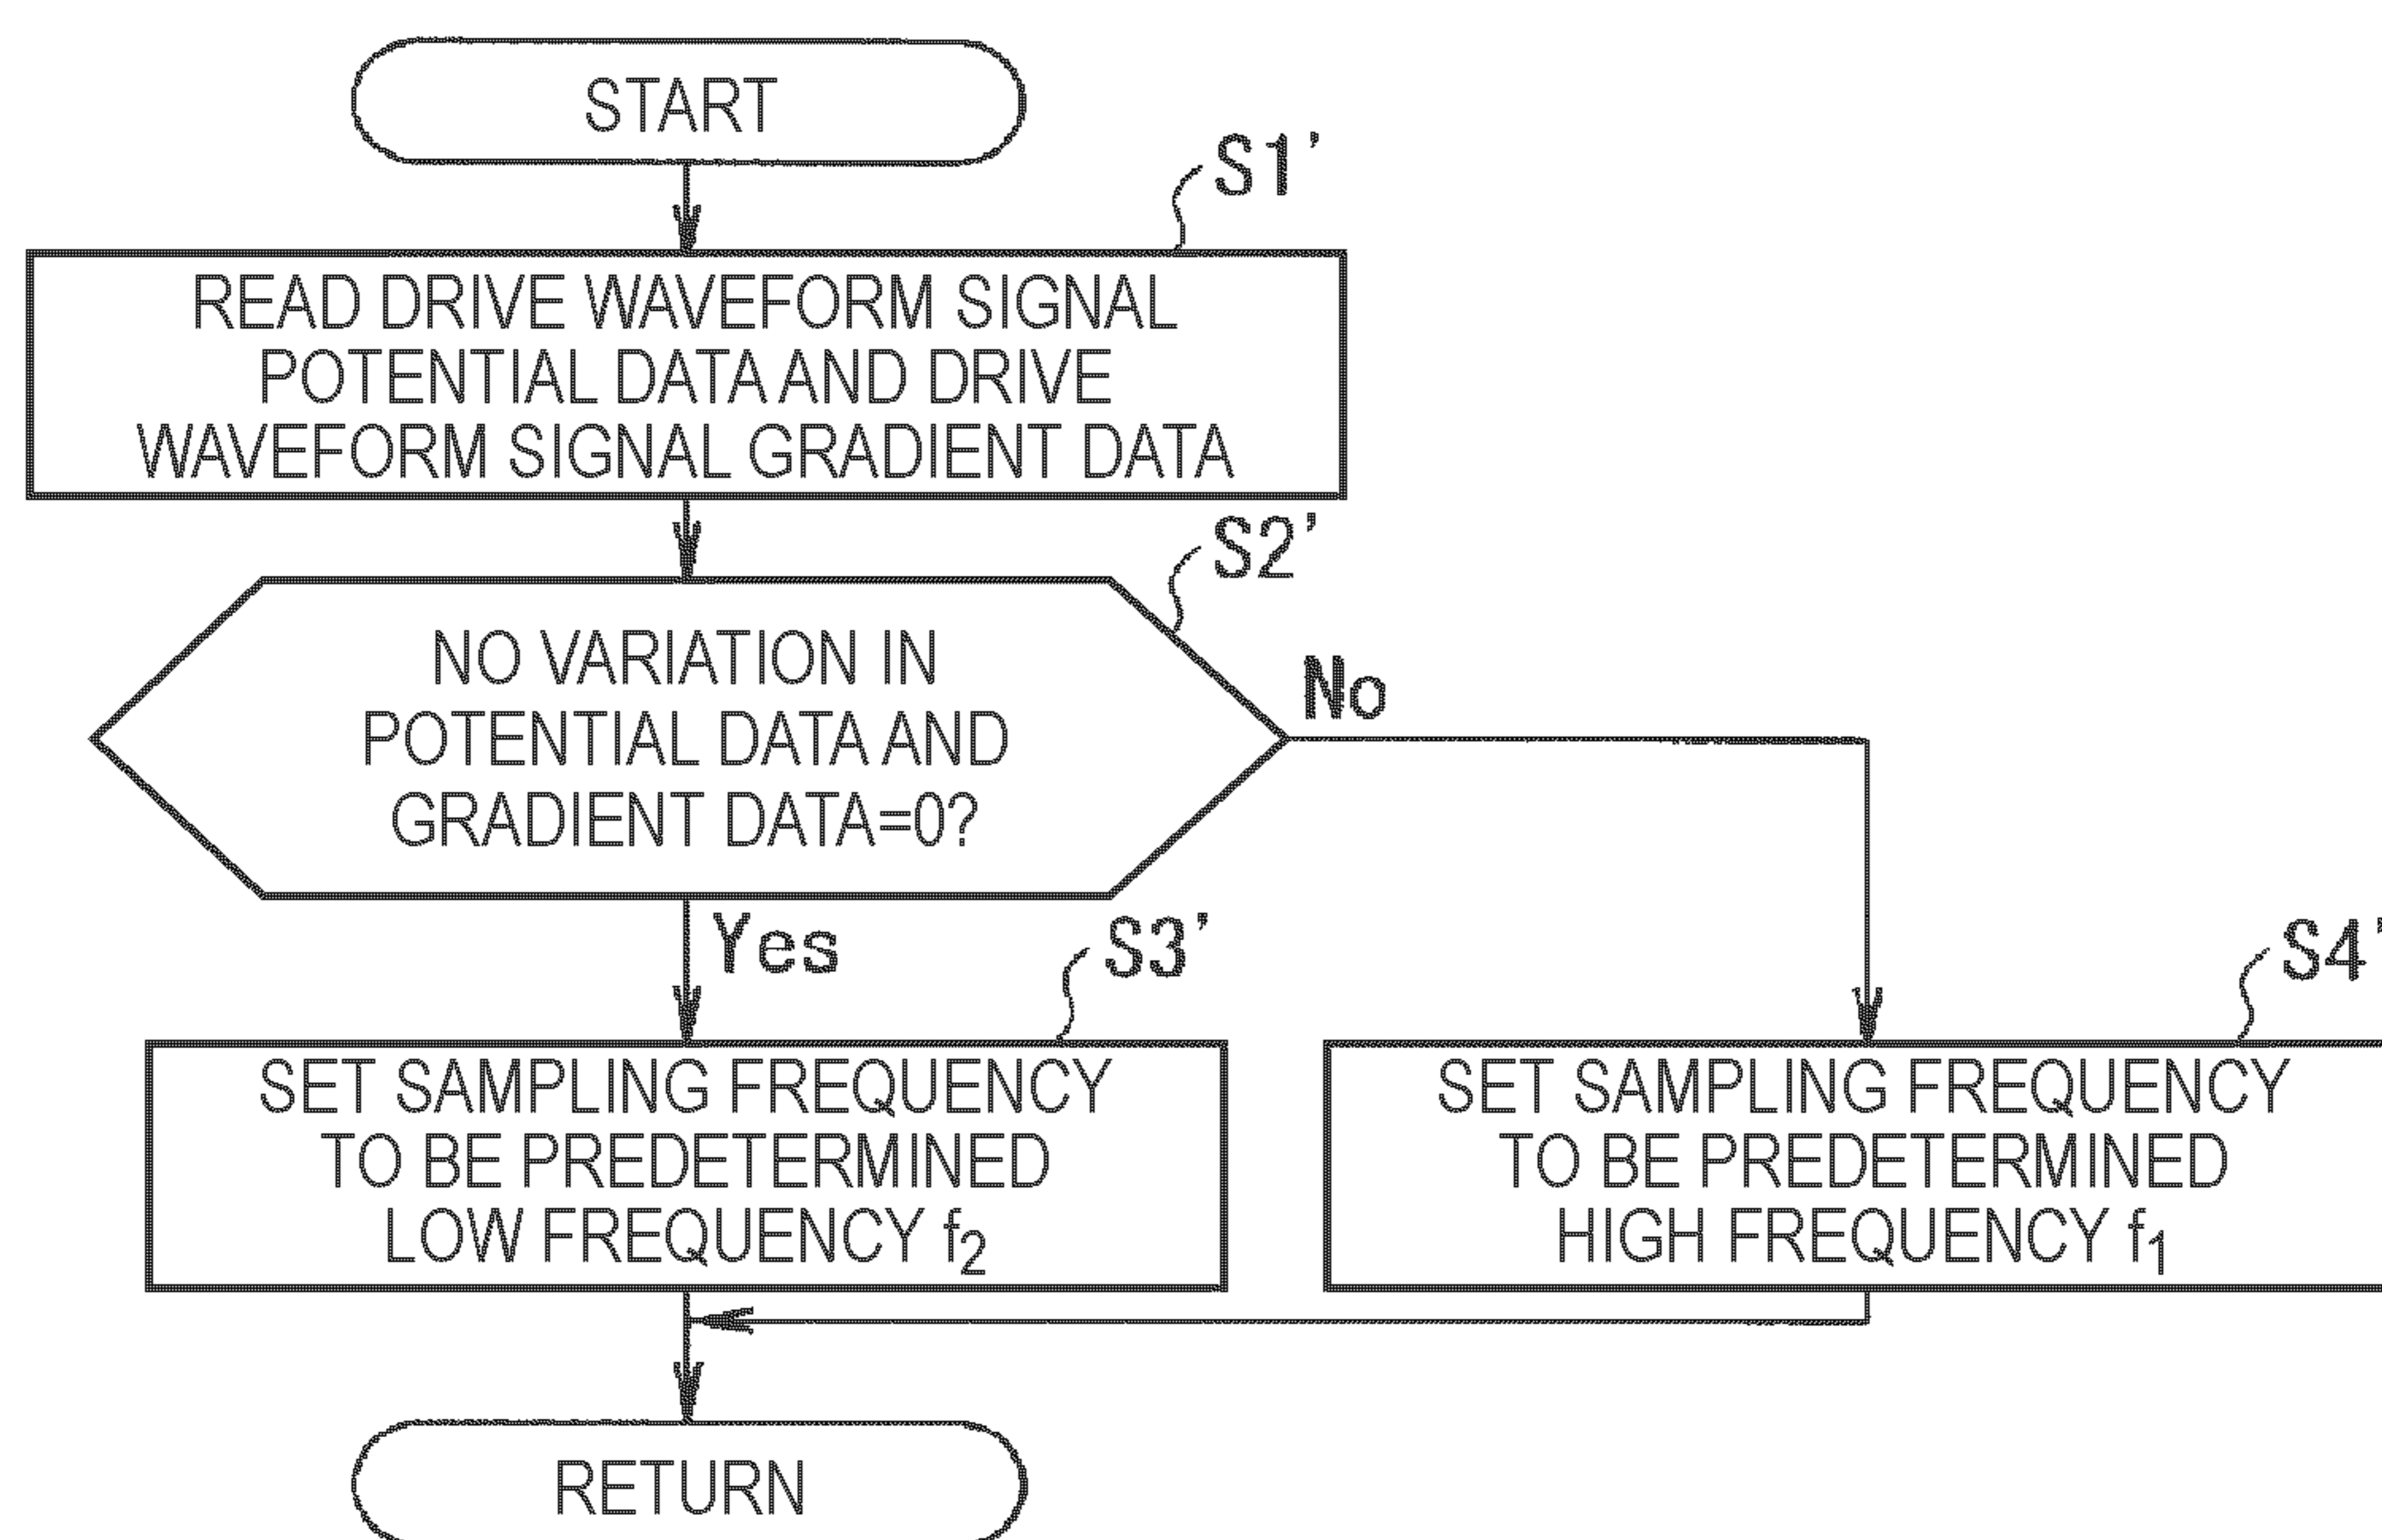 START
S1'
READ DRIVE WAVEFORM SIGNAL
POTENTIAL DATA AND DRIVE
WAVEFORM SIGNAL GRADIENT DATA
S2'
NO VARIATION IN
POTENTIAL DATA AND
GRADIENT DATA=0?
No
Yes
S3'
SET SAMPLING FREQUENCY
TO BE PREDETERMINED
LOW FREQUENCY f₂
S4'
SET SAMPLING FREQUENCY
TO BE PREDETERMINED
HIGH FREQUENCY f₁
RETURN